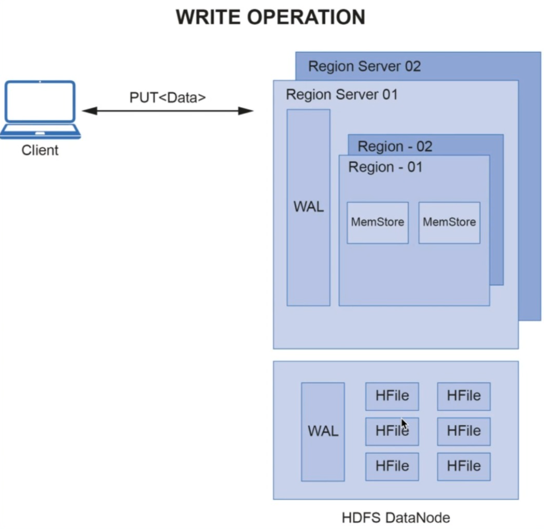 WRITE OPERATION
Region Server 02
PUT<Data>
Region Server 01
Client
Region - 02
Region - 01
WAL
MemStore
MemStore
HFile
HFile
WAL
HFile
HFile
HFile
HFile
HDFS DataNode